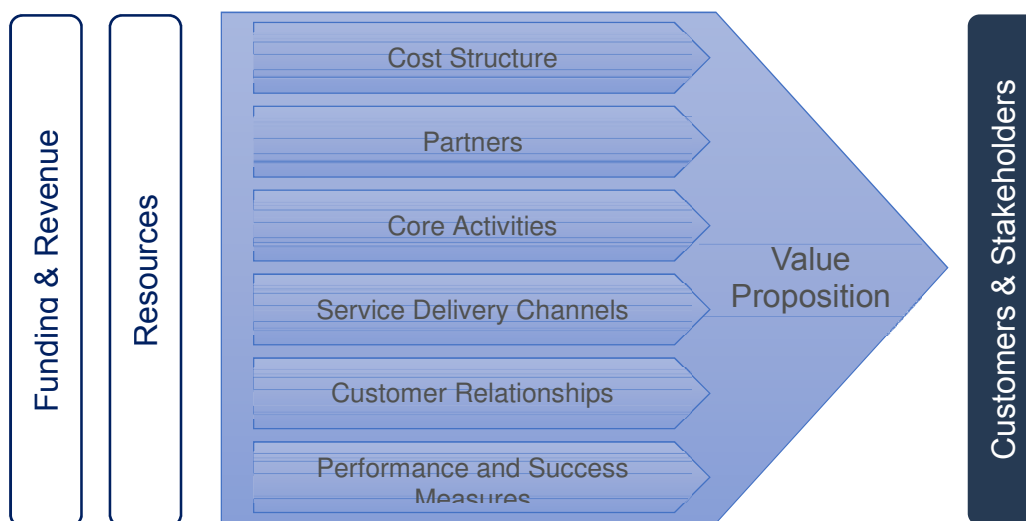 Funding & Revenue
Resources
Cost Structure
Partners
Core Activities
Service Delivery Channels
Customer Relationships
Performance and Success
Measures
Value
Proposition
Customers & Stakeholders